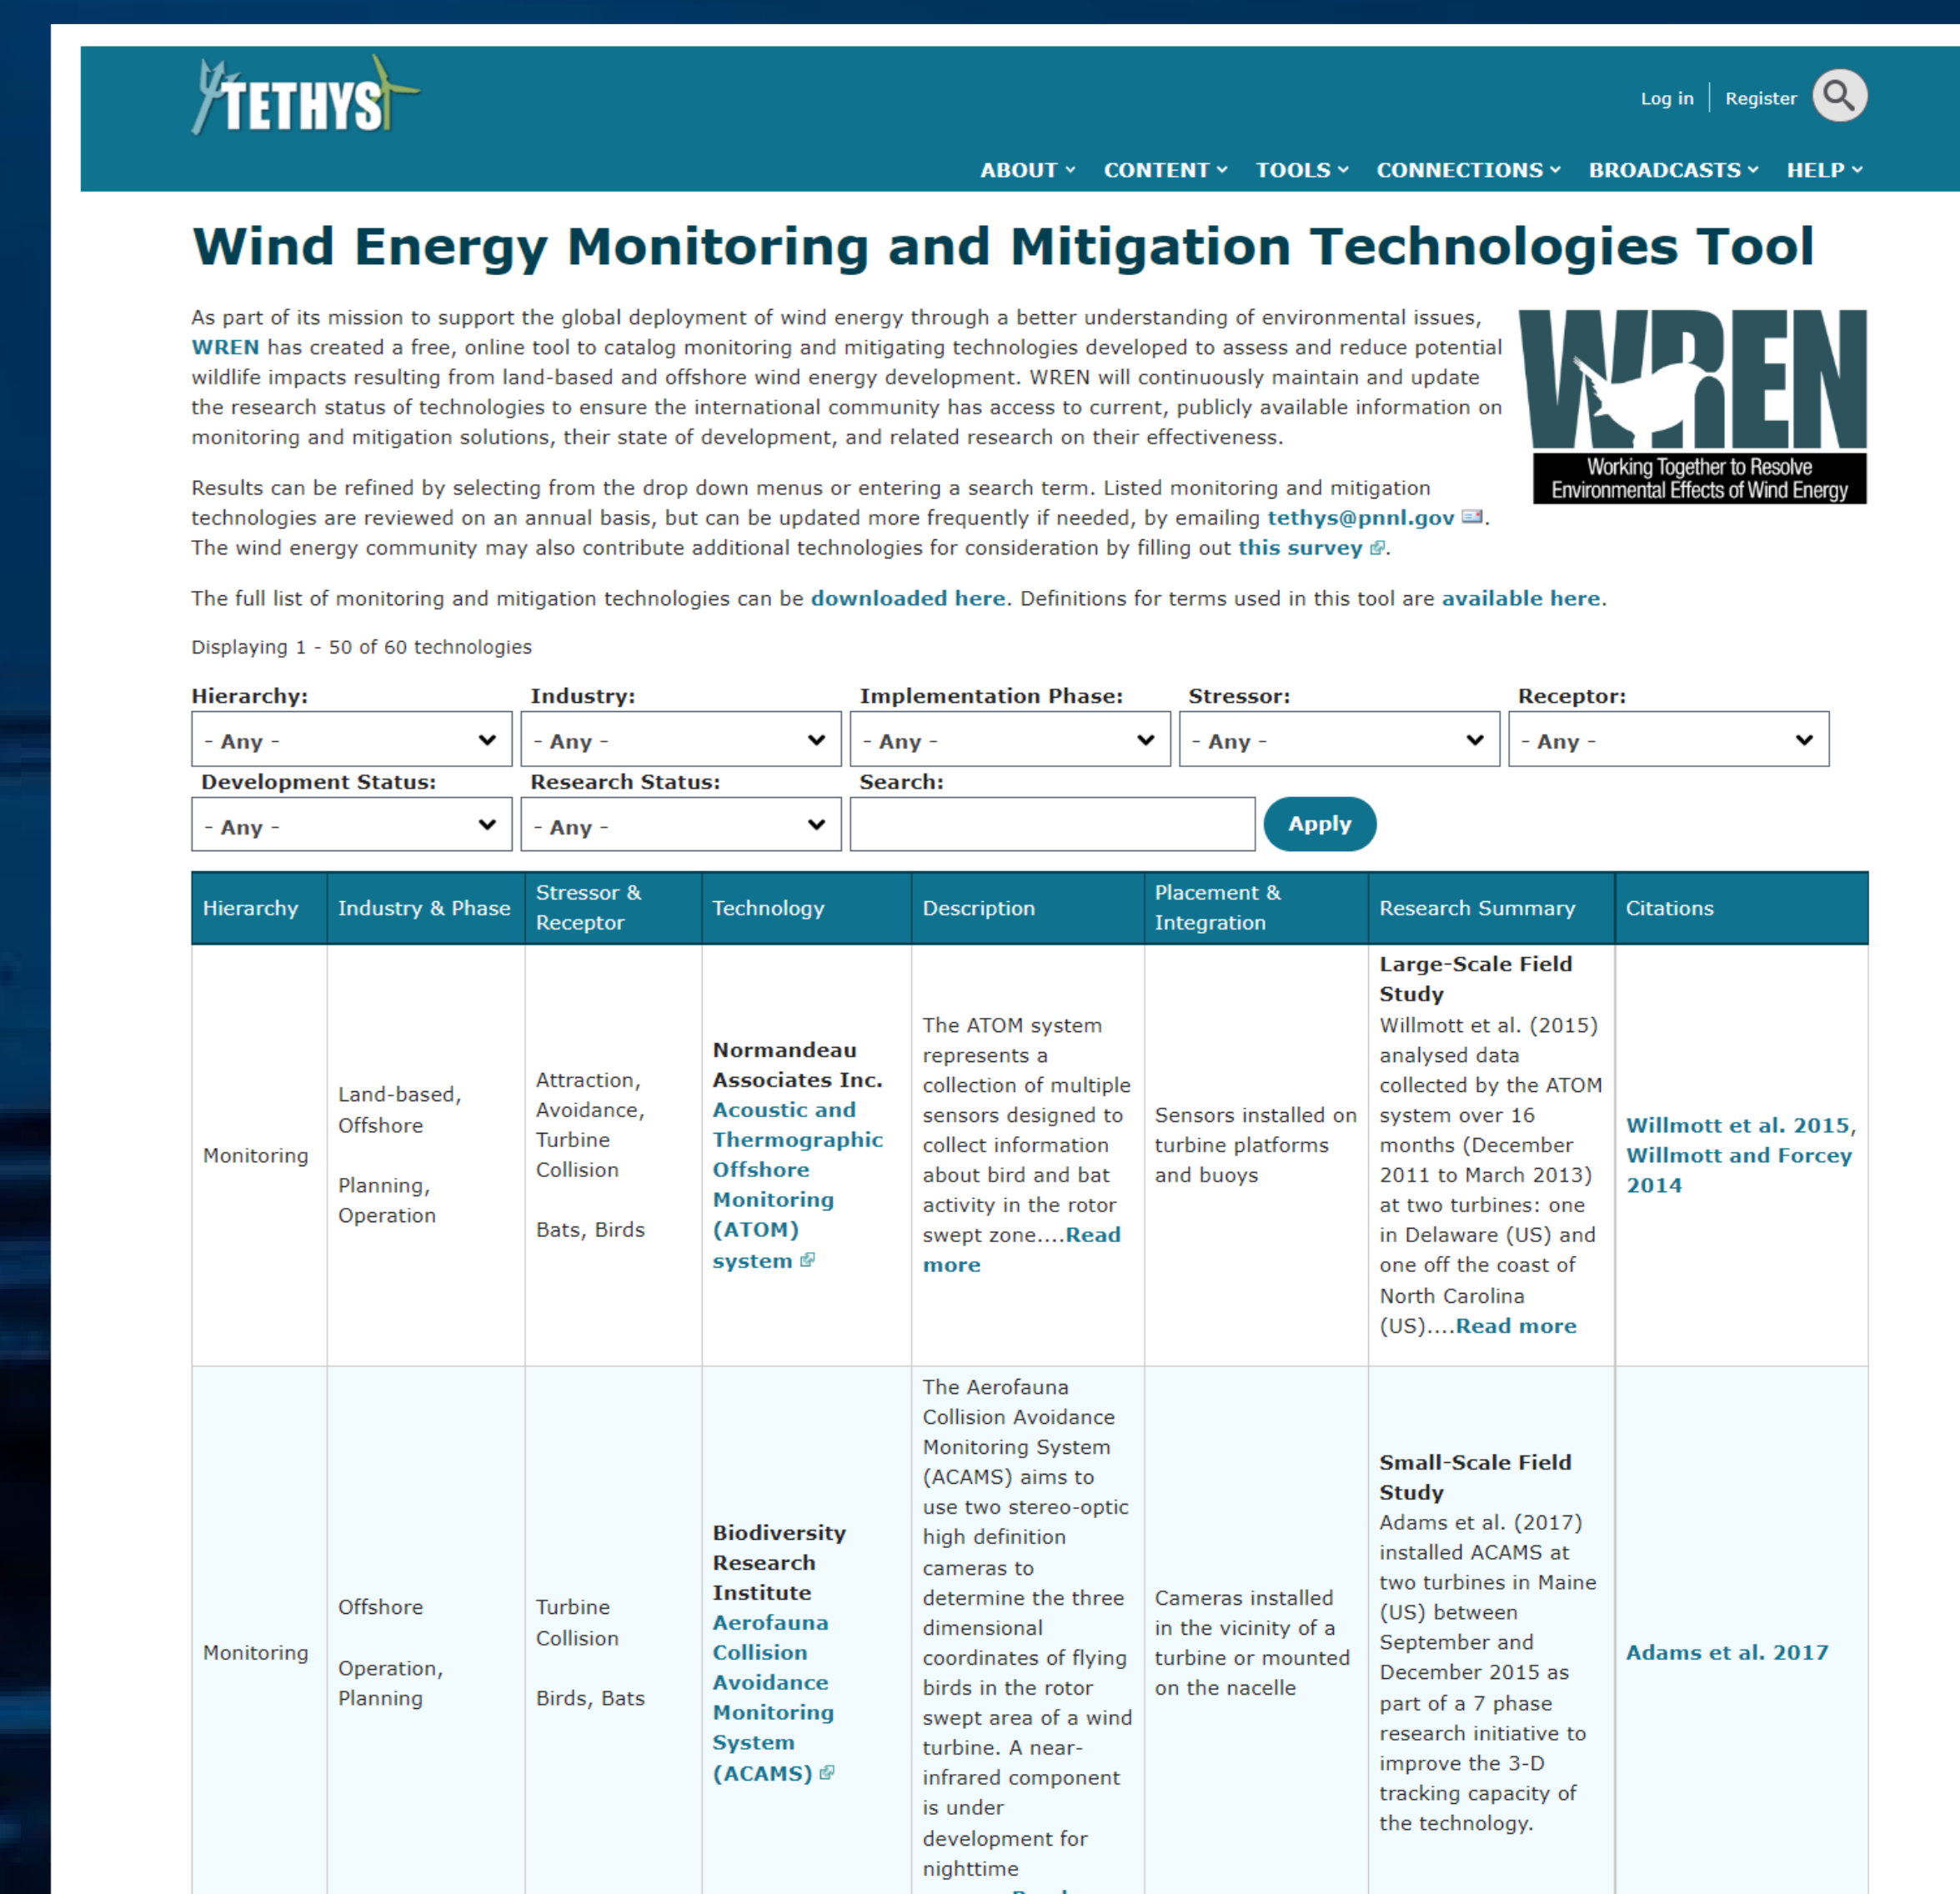 TETHYS
Log in
Register
ABOUT
CONTENT
TOOLS
CONNECTIONS
BROADCASTS
HELP
Wind Energy Monitoring and Mitigation Technologies Tool
As part of its mission to support the global deployment of wind energy through a better understanding of environmental issues,
WREN has created a free, online tool to catalog monitoring and mitigating technologies developed to assess and reduce potential
wildlife impacts resulting from land-based and offshore wind energy development. WREN will continuously maintain and update
the research status of technologies to ensure the international community has access to current, publicly available information on
monitoring and mitigation solutions, their state of development, and related research on their effectiveness.
WREN
Working Together to Resolve
Environmental Effects of Wind Energy
Results can be refined by selecting from the drop down menus or entering a search term. Listed monitoring and mitigation
technologies are reviewed on an annual basis, but can be updated more frequently if needed, by emailing tethys@pnnl.gov.
The wind energy community may also contribute additional technologies for consideration by filling out this survey.
The full list of monitoring and mitigation technologies can be downloaded here. Definitions for terms used in this tool are available here.
Displaying 1 - 50 of 60 technologies
Hierarchy:
- Any -
Industry:
- Any -
Implementation Phase:
- Any -
Stressor:
- Any -
Receptor:
- Any -
Development Status:
- Any -
Research Status:
- Any -
Search:
Apply
Hierarchy
Industry & Phase
Stressor &
Receptor
Technology
Description
Placement &
Integration
Research Summary
Citations
Monitoring
Land-based,
Offshore
Planning,
Operation
Attraction,
Avoidance,
Turbine
Collision
Bats, Birds
Normandeau
Associates Inc.
Acoustic and
Thermographic
Offshore
Monitoring
(ATOM)
system
The ATOM system
represents a
collection of multiple
sensors designed to
collect information
about bird and bat
activity in the rotor
swept zone....Read
more
Sensors installed on
turbine platforms
and buoys
Large-Scale Field
Study
Willmott et al. (2015)
analysed data
collected by the ATOM
system over 16
months (December
2011 to March 2013)
at two turbines: one
in Delaware (US) and
one off the coast of
North Carolina
(US)....Read more
Willmott et al. 2015,
Willmott and Forcey
2014
Monitoring
Offshore
Operation,
Planning
Turbine
Collision
Birds, Bats
Biodiversity
Research
Institute
Aerofauna
Collision
Avoidance
Monitoring
System
(ACAMS)
The Aerofauna
Collision Avoidance
Monitoring System
(ACAMS) aims to
use two stereo-optic
high definition
cameras to
determine the three
dimensional
coordinates of flying
birds in the rotor
swept area of a wind
turbine. A near-
infrared component
is under
development for
nighttime
Cameras installed
in the vicinity of a
turbine or mounted
on the nacelle
Small-Scale Field
Study
Adams et al. (2017)
installed ACAMS at
two turbines in Maine
(US) between
September and
December 2015 as
part of a 7 phase
research initiative to
improve the 3-D
tracking capacity of
the technology.
Adams et al. 2017